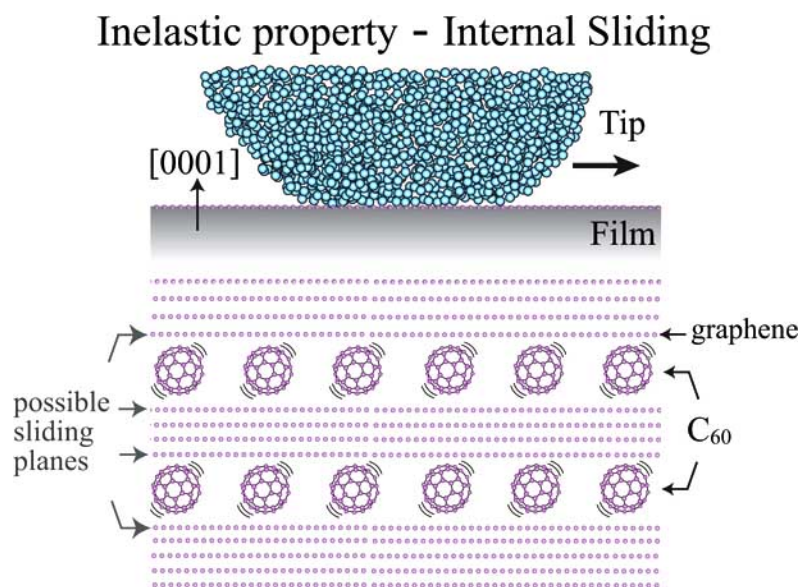 Inelastic property - Internal Sliding
Tip
[0001]
Film
graphene
possible
sliding
planes
C₆₀